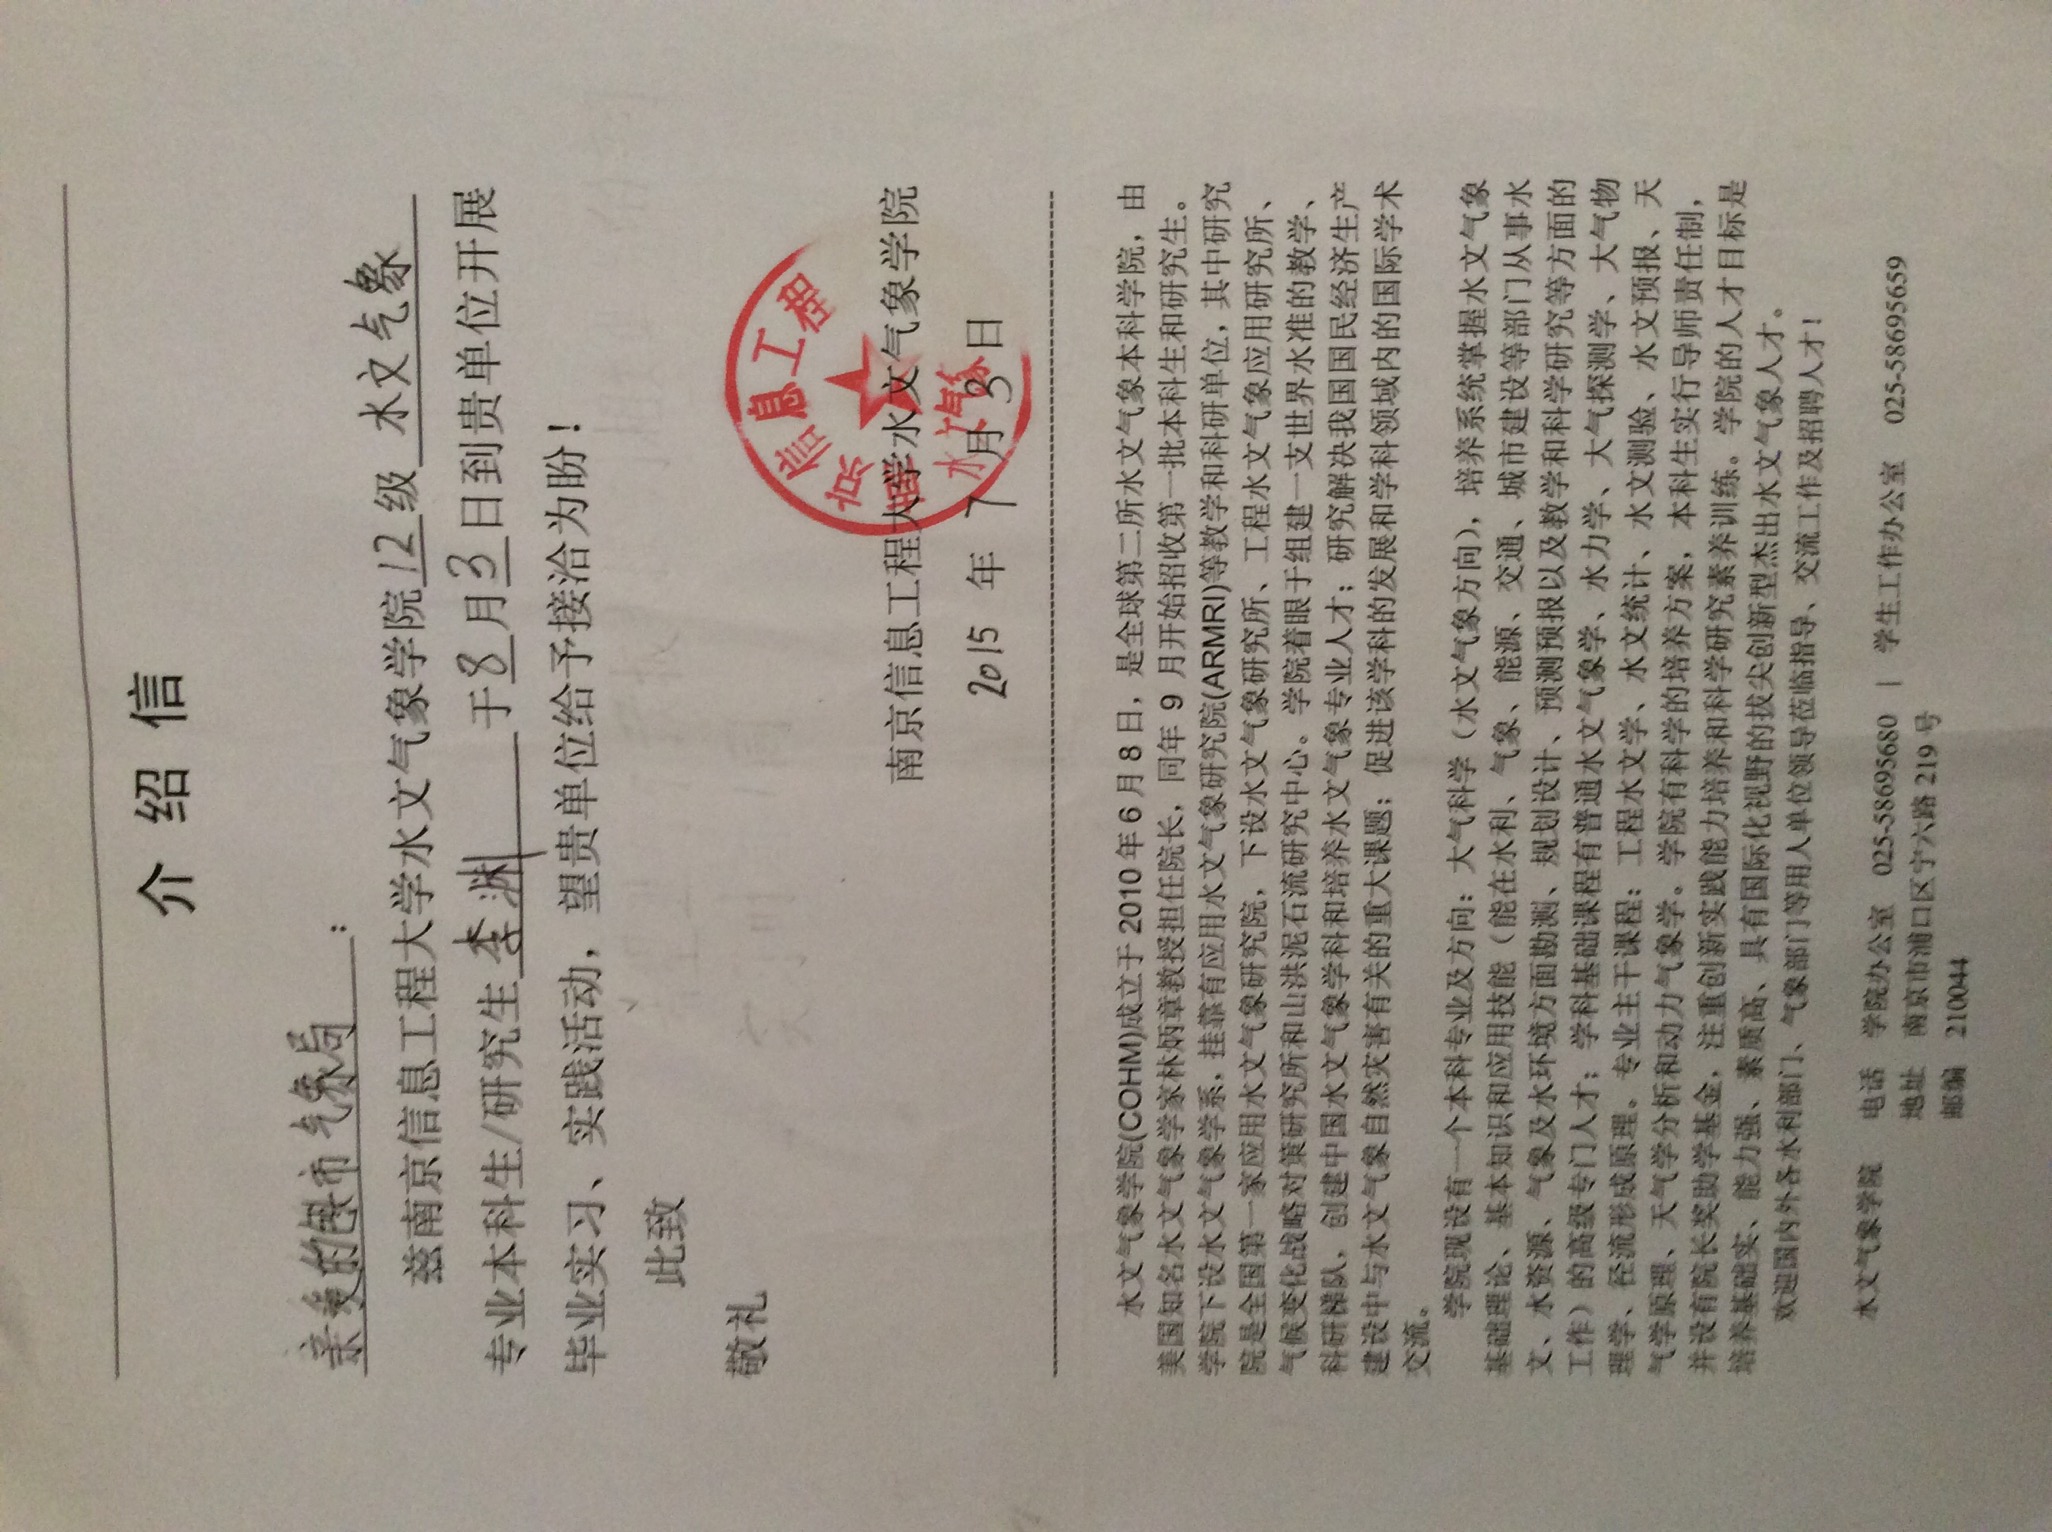 介 绍 信
亲爱的 市气象局:
兹南京信息工程大学水文气象学院12级 水文气象
专业本科生/研究生 李渊 于 8 月 3 日到贵单位开展
毕业实习、实践活动，望贵单位给予接洽为盼！
此致
敬礼
南京信息工程大学水文气象学院
2015 年 7 月 3 日
信息工程
水文气象
水文气象学院(COHM)成立于 2010 年 6 月 8 日，是全球第二所水文气象本科学院，由
美国知名水文气象学家林炳章教授担任院长，同年 9 月开始招收第一批本科生和研究生。
学院下设水文气象学系，挂靠有应用水文气象研究院(ARMRI)等教学和科研单位，其中研究
院是全国第一家应用水文气象研究院，下设水文气象研究所、工程水文气象应用研究所、
气候变化战略对策研究所和山洪泥石流研究中心。学院着眼于组建一支世界水准的教学、
科研梯队，创建中国水文气象学科和培养水文气象专业人才；研究解决我国国民经济生产
建设中与水文气象自然灾害有关的重大课题；促进该学科的发展和学科领域内的国际学术
交流。
学院现设有一个本科专业及方向：大气科学（水文气象方向），培养系统掌握水文气象
基础理论、基本知识和应用技能（能在水利、气象、能源、交通、城市建设等部门从事水
文、水资源、气象及水环境方面勘测、规划设计、预测预报以及教学和科学研究等方面的
工作）的高级专门人才；学科基础课程有普通水文气象学、水力学、大气探测学、大气物
理学、径流形成原理。专业主干课程：工程水文学、水文统计、水文测验、水文预报、天
气学原理、天气学分析和动力气象学。学院有科学的培养方案，本科生实行导师责任制，
并设有院长奖助学基金，注重创新实践能力培养和科学研究素养训练。学院的人才目标是
培养基础实、能力强、素质高、具有国际化视野的拔尖创新型杰出水文气象人才。
欢迎国内外各水利部门、气象部门等用人单位领导莅临指导、交流工作及招聘人才！
水文气象学院 电话 学院办公室 025-58695680 | 学生工作办公室 025-58695659
地址 南京市浦口区宁六路 219 号
邮编 210044